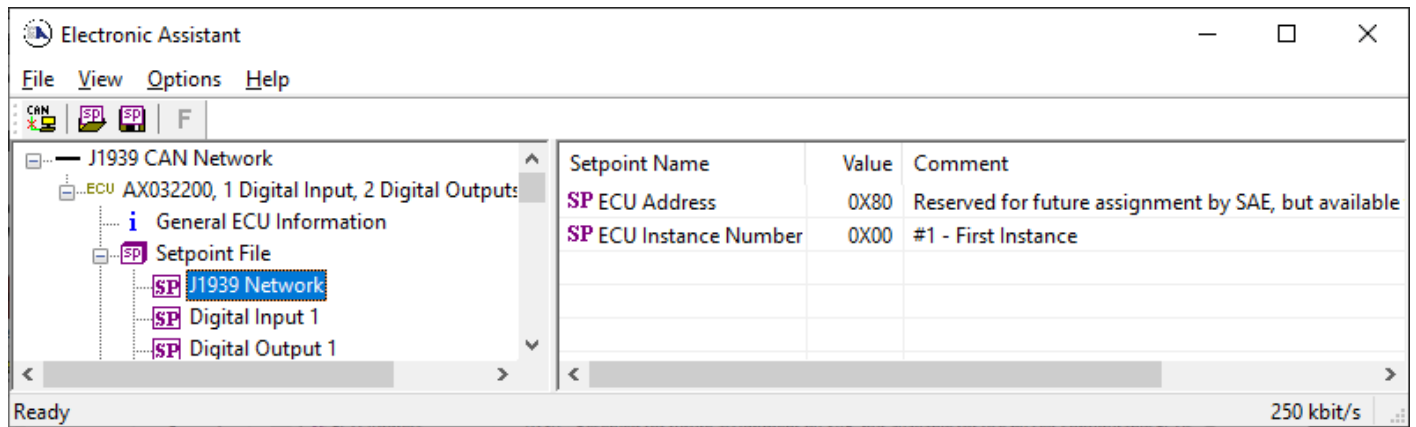 Electronic Assistant
File View Options Help
CAN SP SP F
J1939 CAN Network
ECU AX032200, 1 Digital Input, 2 Digital Outputs
i General ECU Information
SP Setpoint File
SP J1939 Network
SP Digital Input 1
SP Digital Output 1
Setpoint Name Value Comment
SP ECU Address 0X80 Reserved for future assignment by SAE, but available
SP ECU Instance Number 0X00 #1 - First Instance
Ready 250 kbit/s